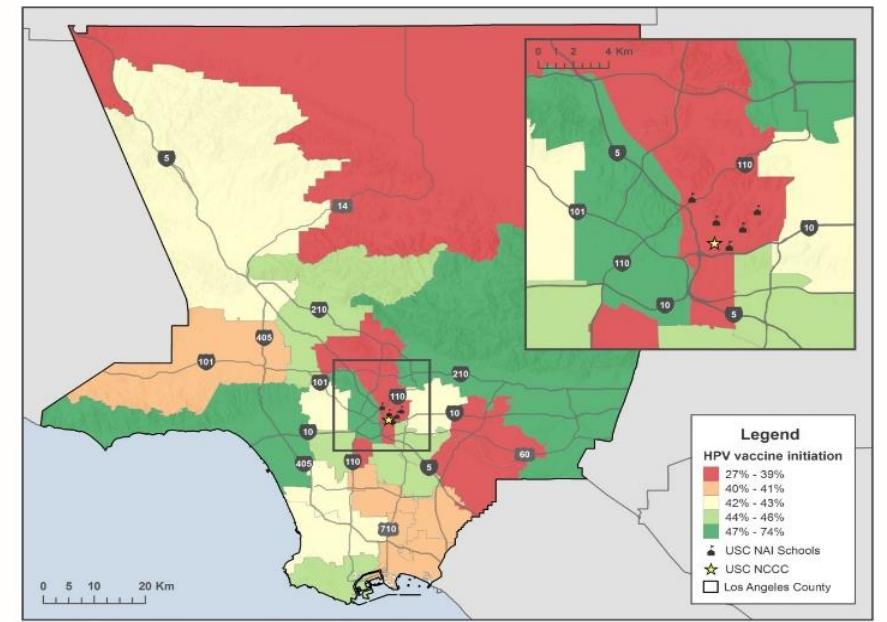 0 1 2 4 Km
5
110
101
10
110
10
5
5
14
210
405
101
210
101
110
10
10
405
110
5
60
710
Legend
HPV vaccine initiation
27% - 39%
40% - 41%
42% - 43%
44% - 46%
47% - 74%
USC NAI Schools
USC NCCC
Los Angeles County
0 5 10 20 Km